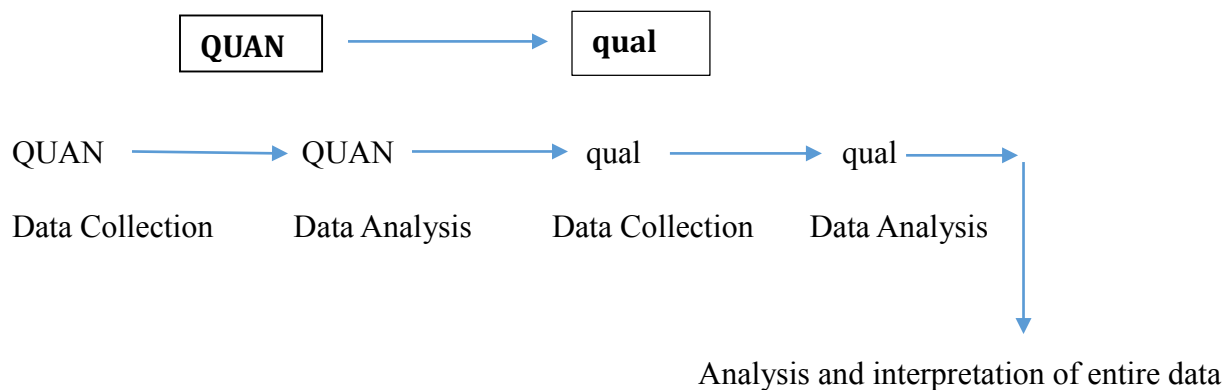 QUAN qual
QUAN QUAN qual qual
Data Collection Data Analysis Data Collection Data Analysis
Analysis and interpretation of entire data